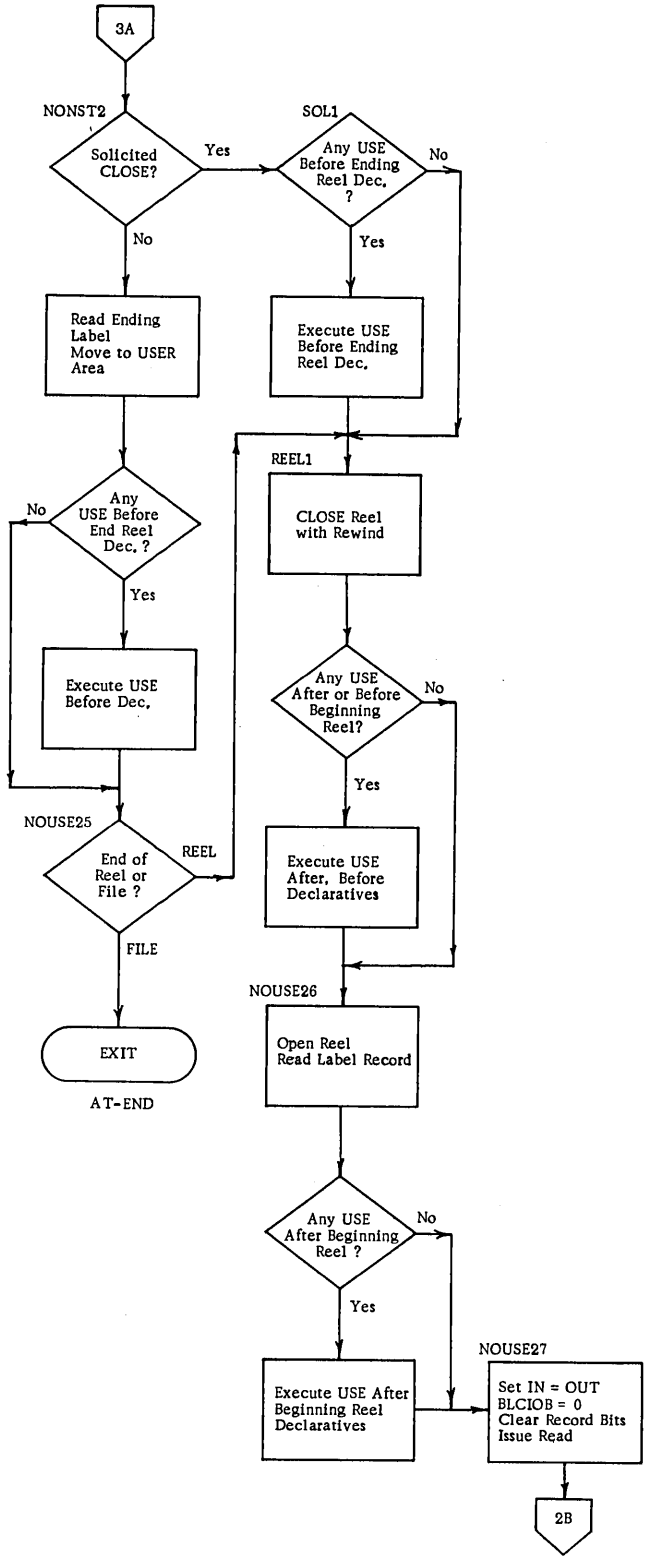 3A
NONST2
Solicited
CLOSE?
Yes
No
SOL1
Any USE
Before Ending
Reel Dec.
?
No
Yes
Read Ending
Label
Move to USER
Area
Execute USE
Before Ending
Reel Dec.
REEL1
CLOSE Reel
with Rewind
Any
USE Before
End Reel
Dec. ?
No
Yes
Execute USE
Before Dec.
Any USE
After or Before
Beginning
Reel?
No
Yes
NOUSE25
End of
Reel or
File ?
REEL
FILE
Execute USE
After, Before
Declaratives
EXIT
AT-END
NOUSE26
Open Reel
Read Label Record
Any USE
After Beginning
Reel ?
No
Yes
Execute USE After
Beginning Reel
Declaratives
NOUSE27
Set IN = OUT
BLCIOB = 0
Clear Record Bits
Issue Read
2B